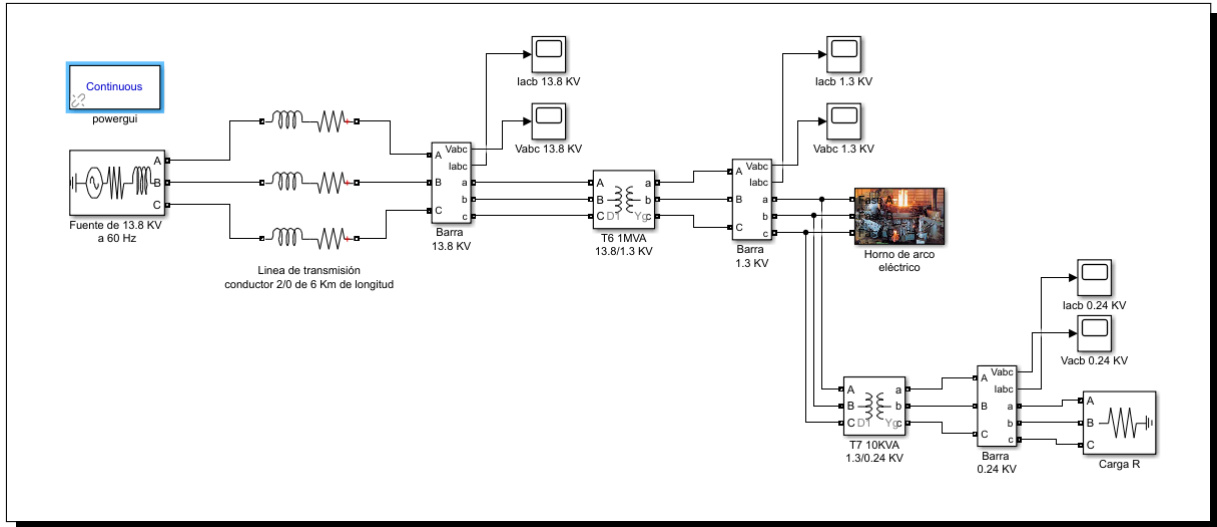 Continuous
powergui
A
B
C
Fuente de 13.8 KV
a 60 Hz
Linea de transmisión
conductor 2/0 de 6 Km de longitud
Iacb 13.8 KV
Vabc 13.8 KV
A
B
C
Vabc
Iabc
a
b
c
Barra
13.8 KV
A
B
C
D1
a
b
c
Yg
T6 1MVA
13.8/1.3 KV
Iacb 1.3 KV
Vabc 1.3 KV
A
B
C
Vabc
Iabc
a
b
c
Barra
1.3 KV
Horno de arco
eléctrico
A
B
C
D1
a
b
c
Yg
T7 10KVA
1.3/0.24 KV
Iacb 0.24 KV
Vacb 0.24 KV
A
B
C
Vabc
Iabc
a
b
c
Barra
0.24 KV
A
B
C
Carga R